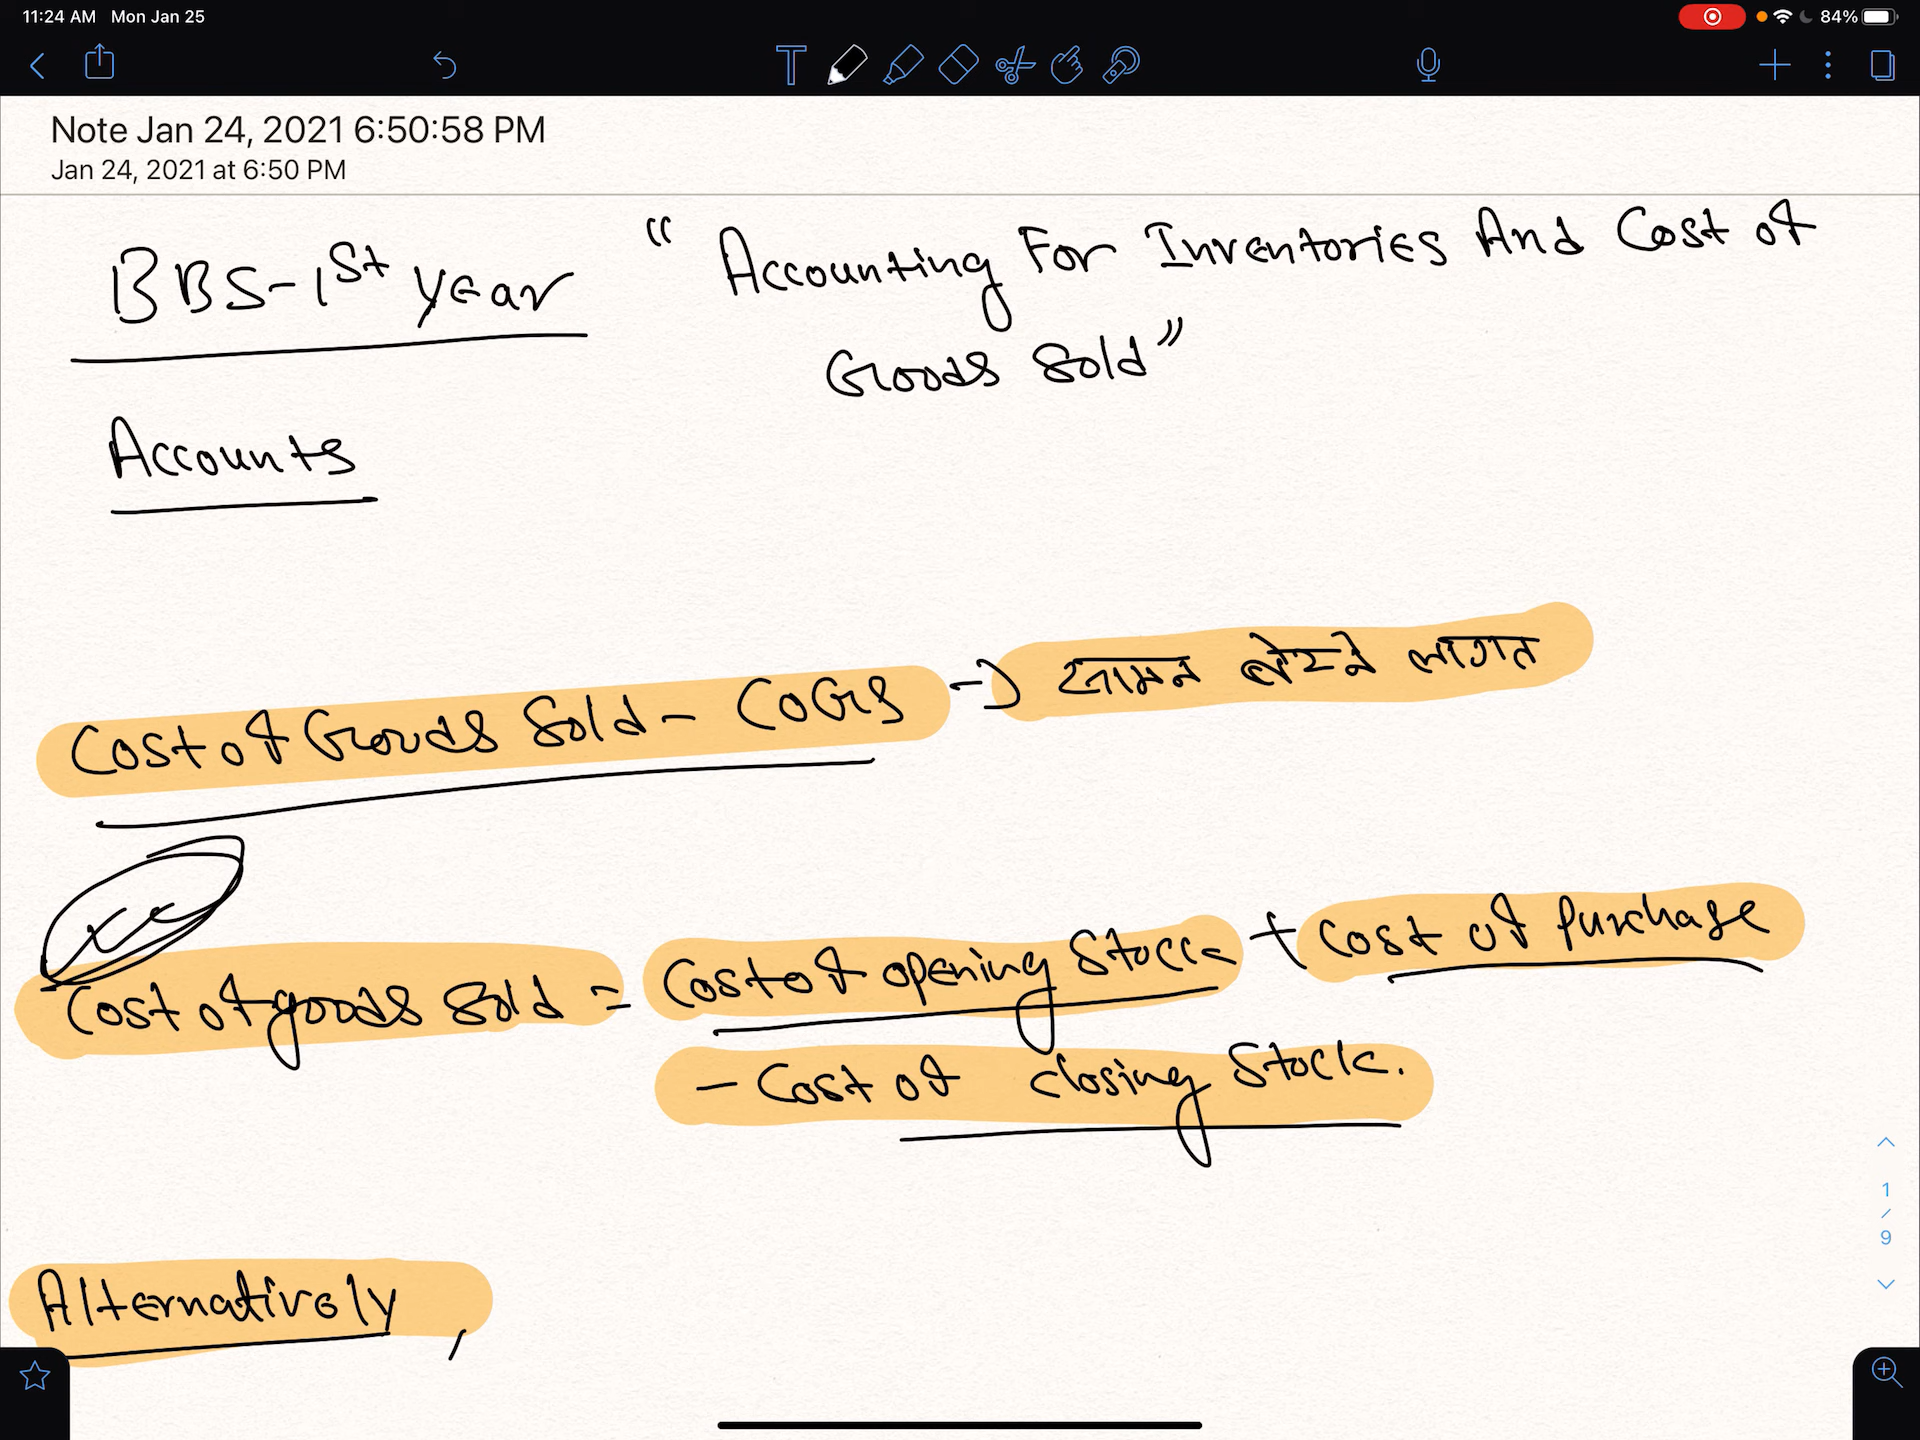 11:24 AM Mon Jan 25
84%
Note Jan 24, 2021 6:50:58 PM
Jan 24, 2021 at 6:50 PM
BBS-1st year
"Accounting For Inventories And Cost of
Goods Sold"
Accounts
Cost of Goods Sold - COGS → सामान बेच्ने लागत
Cost of goods sold = Cost of opening Stock + Cost of Purchase
- Cost of closing Stock.
Alternatively,
1
/
9